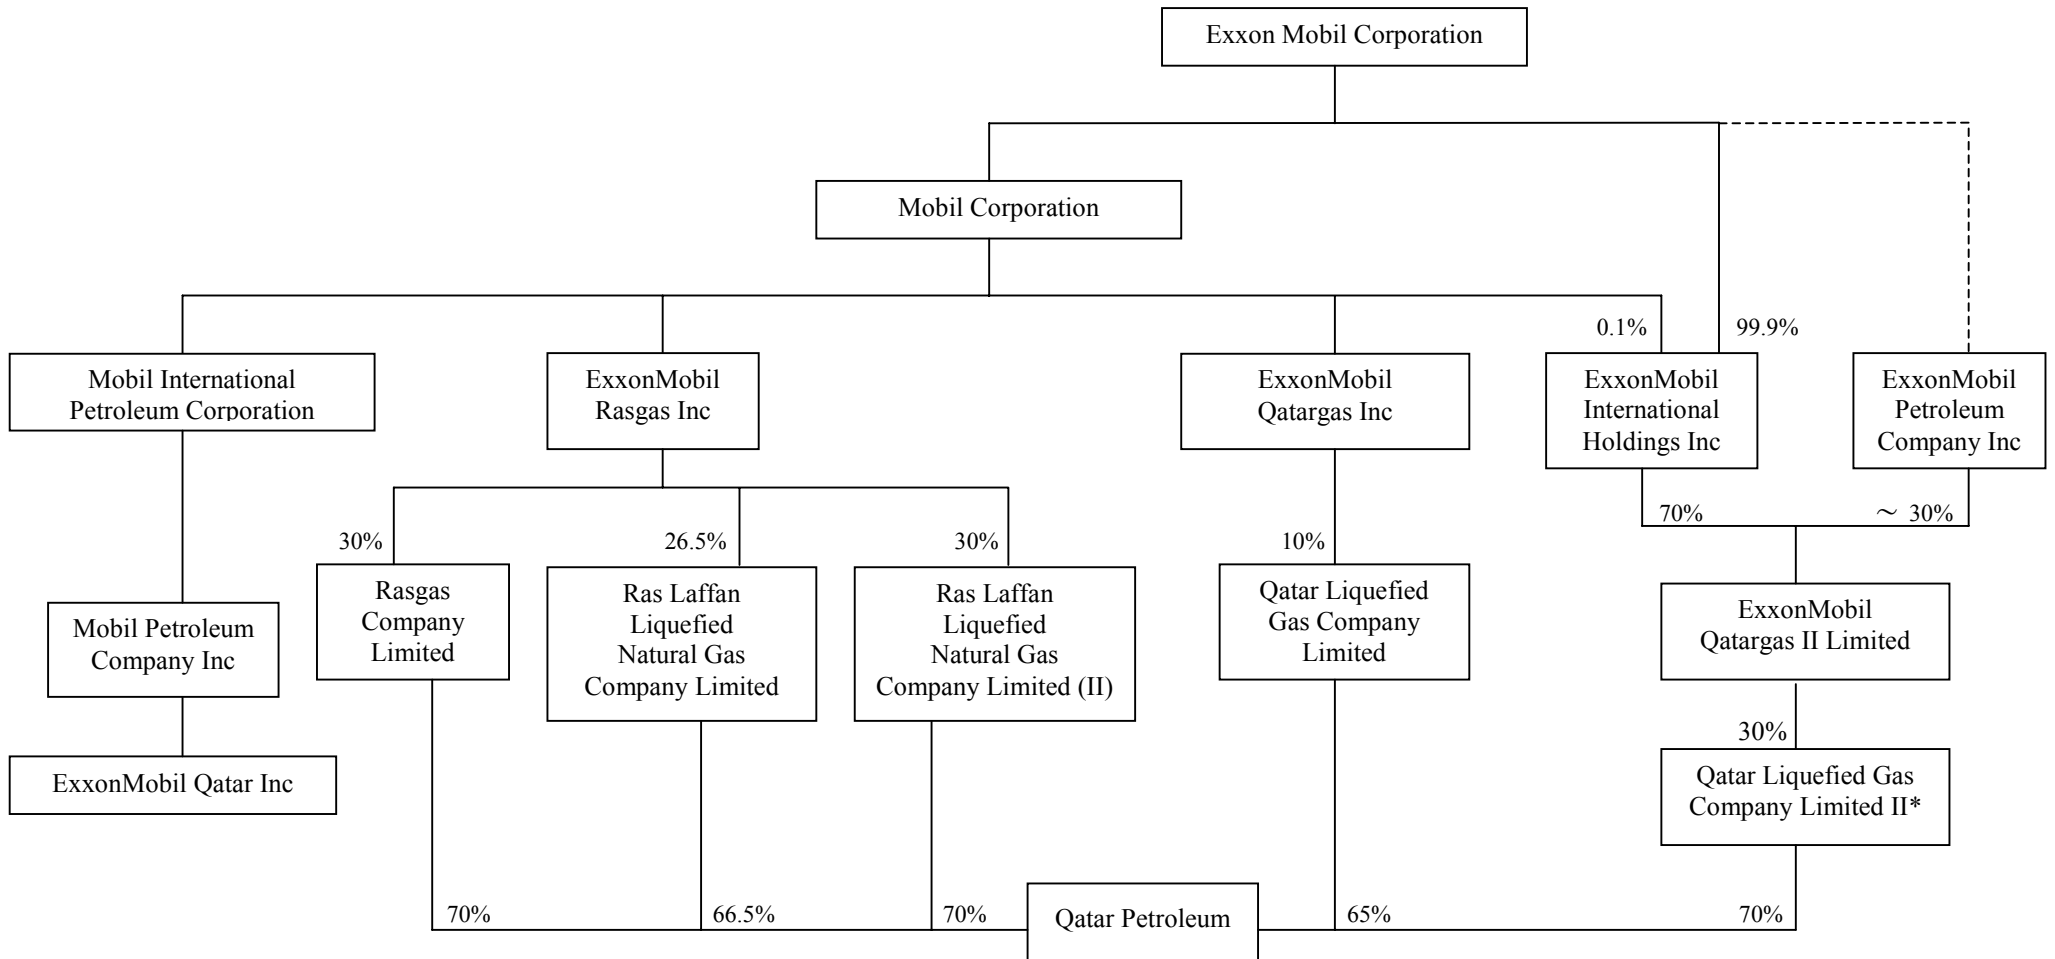 Exxon Mobil Corporation
Mobil Corporation
0.1%
99.9%
Mobil International
Petroleum Corporation
ExxonMobil
Rasgas Inc
ExxonMobil
Qatargas Inc
ExxonMobil
International
Holdings Inc
ExxonMobil
Petroleum
Company Inc
70%
~ 30%
30%
26.5%
30%
10%
Mobil Petroleum
Company Inc
Rasgas
Company
Limited
Ras Laffan
Liquefied
Natural Gas
Company Limited
Ras Laffan
Liquefied
Natural Gas
Company Limited (II)
Qatar Liquefied
Gas Company
Limited
ExxonMobil
Qatargas II Limited
30%
ExxonMobil Qatar Inc
Qatar Liquefied Gas
Company Limited II*
70%
66.5%
70%
Qatar Petroleum
65%
70%